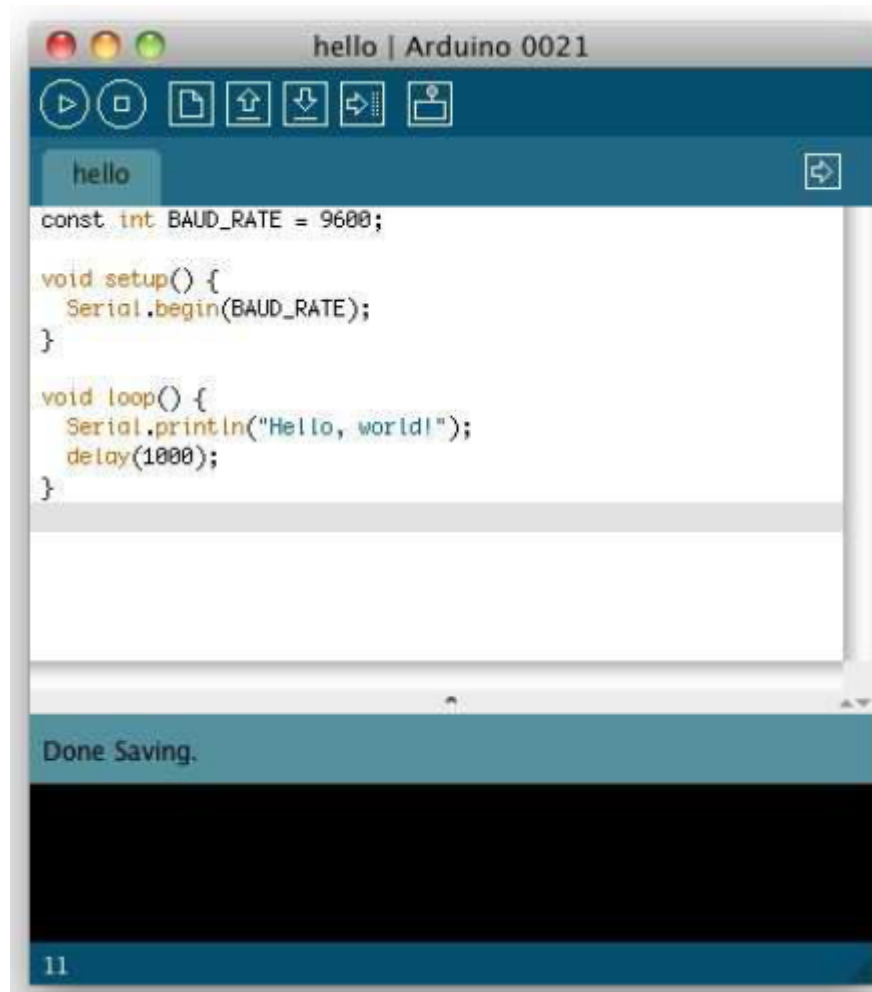 hello | Arduino 0021
hello
const int BAUD_RATE = 9600;
void setup() {
Serial.begin(BAUD_RATE);
}
void loop() {
Serial.println("Hello, world!");
delay(1000);
}
Done Saving.
11